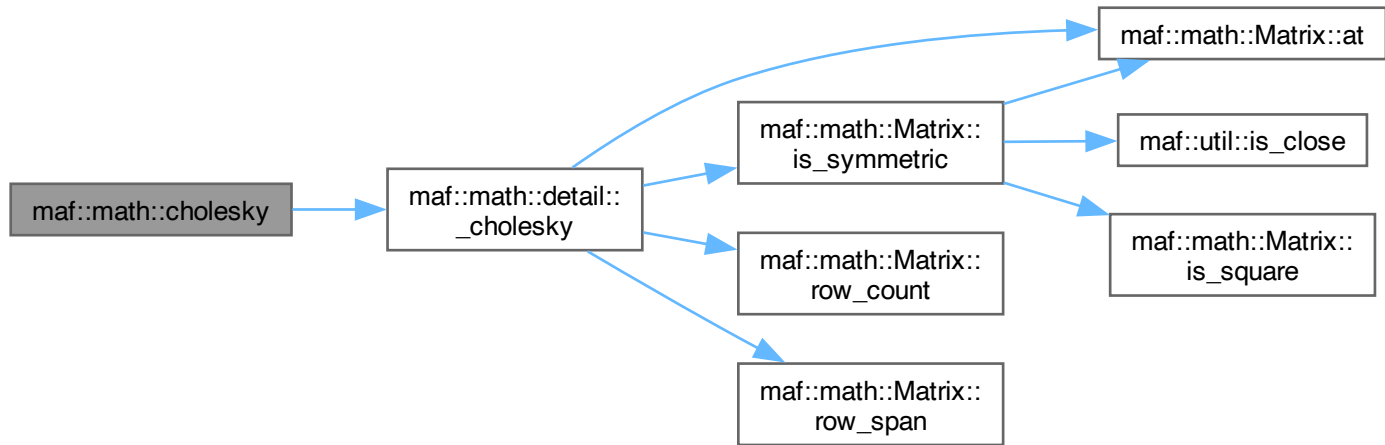 maf::math::cholesky
maf::math::detail::
_cholesky
maf::math::Matrix::at
maf::math::Matrix::
is_symmetric
maf::util::is_close
maf::math::Matrix::
is_square
maf::math::Matrix::
row_count
maf::math::Matrix::
row_span